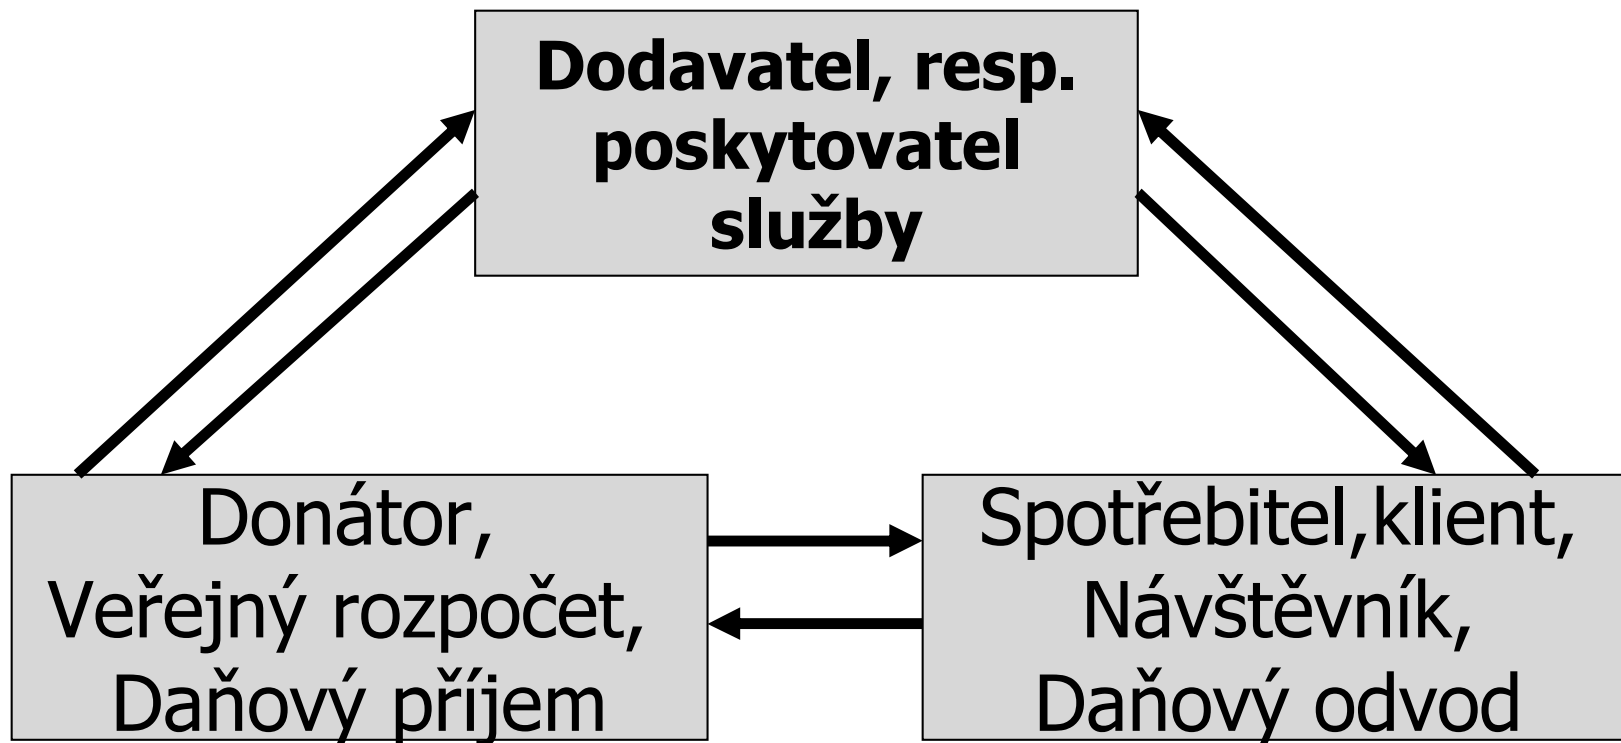 Dodavatel, resp.
poskytovatel
služby
Donátor,
Veřejný rozpočet,
Daňový příjem
Spotřebitel,klient,
Návštěvník,
Daňový odvod